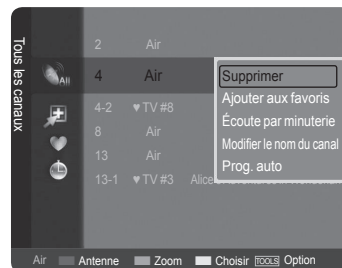 Tous les canaux
All
2 Air
4 Air
4-2 ♥ TV #8
8 Air
13 Air
13-1 ♥ TV #3 Alice
Supprimer
Ajouter aux favoris
Écoute par minuterie
Modifier le nom du canal
Prog. auto
Air Antenne Zoom Choisir TOOLS Option